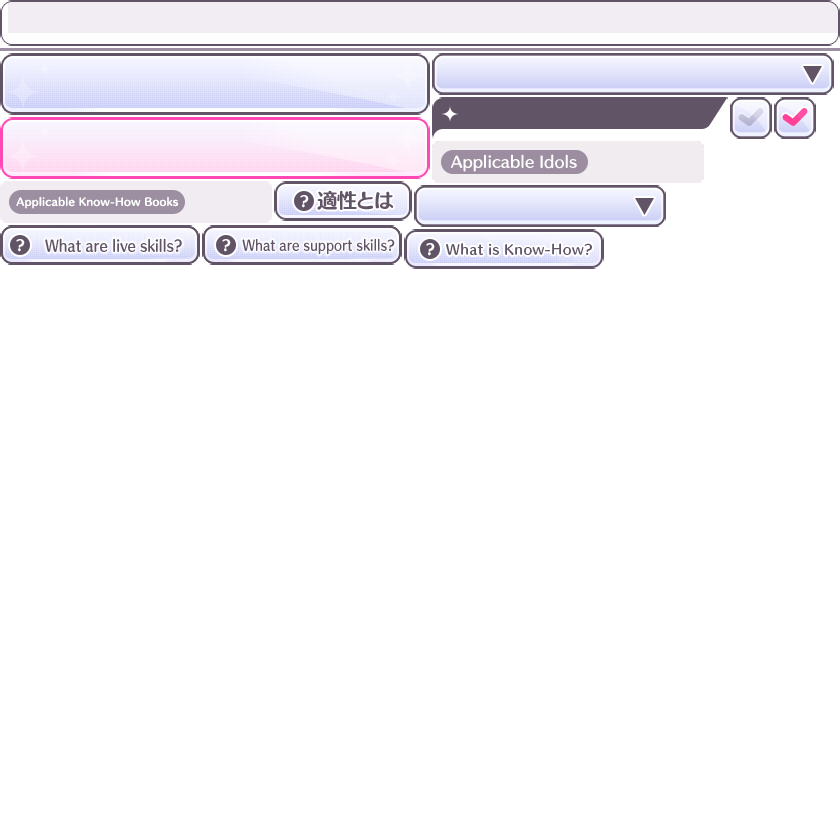 Applicable Idols
Applicable Know-How Books
? 適性とは
? What are live skills?
? What are support skills?
? What is Know-How?